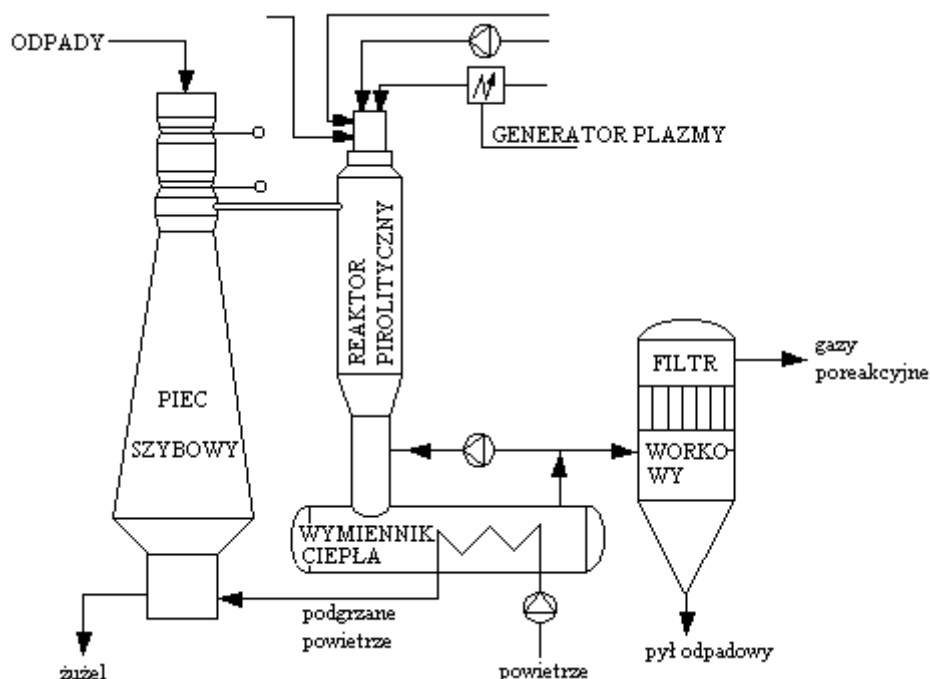 ODPADY
GENERATOR PLAZMY
REAKTOR
PIROLITYCZNY
PIEC
SZYBOWY
FILTR
WORKO
WY
gazy
poreakcyjne
WYMIENNIK
CIEPŁA
podgrzane
powietrze
powietrze
żużel
pył odpadowy